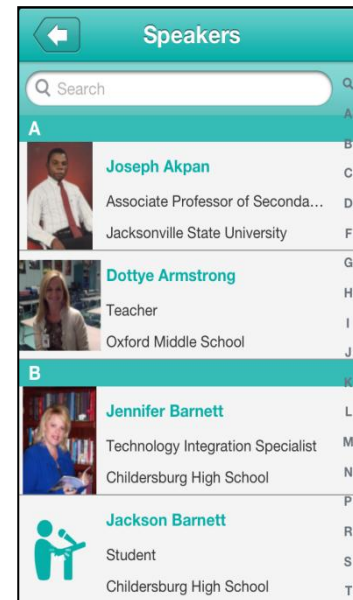 Speakers
Search
A
Joseph Akpan
Associate Professor of Seconda...
Jacksonville State University
Dottye Armstrong
Teacher
Oxford Middle School
B
Jennifer Barnett
Technology Integration Specialist
Childersburg High School
Jackson Barnett
Student
Childersburg High School
A
B
C
D
F
G
H
I
J
K
L
M
N
P
R
S
T